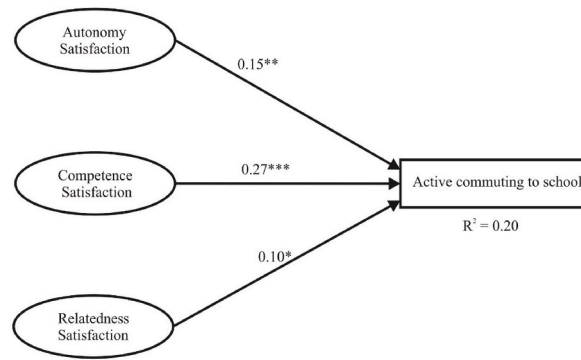 Autonomy
Satisfaction
0.15**
Competence
Satisfaction
0.27***
Active commuting to school
R² = 0.20
0.10*
Relatedness
Satisfaction